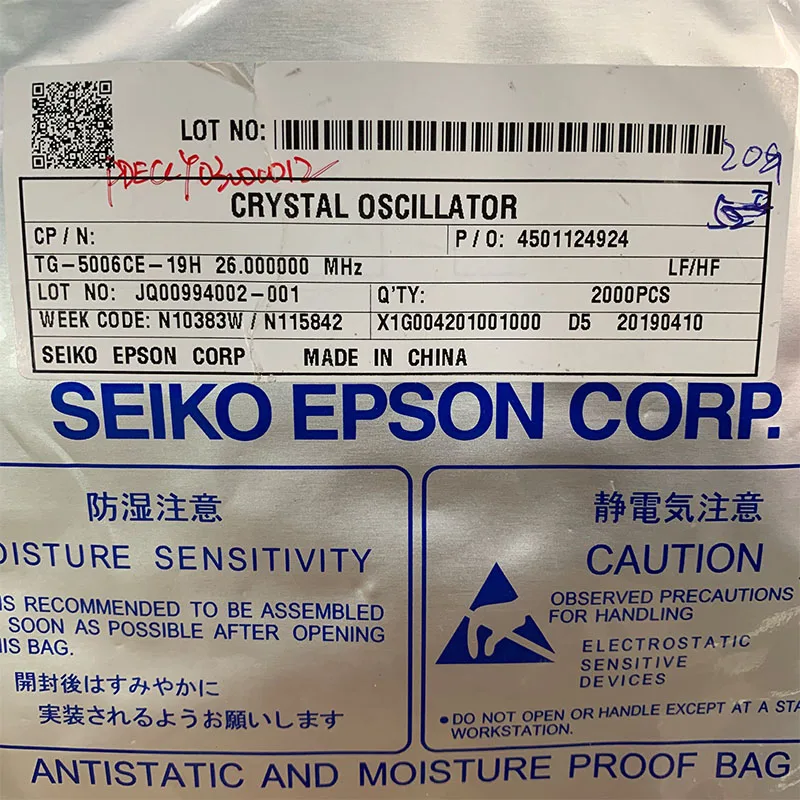 LOT NO:
CRYSTAL OSCILLATOR
CP / N: P / O: 4501124924
TG-5006CE-19H 26.000000 MHz LF/HF
LOT NO: JQ00994002-001 Q'TY: 2000PCS
WEEK CODE: N10383W / N115842 X1G004201001000 D5 20190410
SEIKO EPSON CORP MADE IN CHINA
SEIKO EPSON CORP.
防湿注意
OISTURE SENSITIVITY
IS RECOMMENDED TO BE ASSEMBLED
SOON AS POSSIBLE AFTER OPENING
HIS BAG.
開封後はすみやかに
実装されるようお願いします
静電気注意
CAUTION
OBSERVED PRECAUTIONS
FOR HANDLING
ELECTROSTATIC
SENSITIVE
DEVICES
•DO NOT OPEN OR HANDLE EXCEPT AT A STA
WORKSTATION.
ANTISTATIC AND MOISTURE PROOF BAG